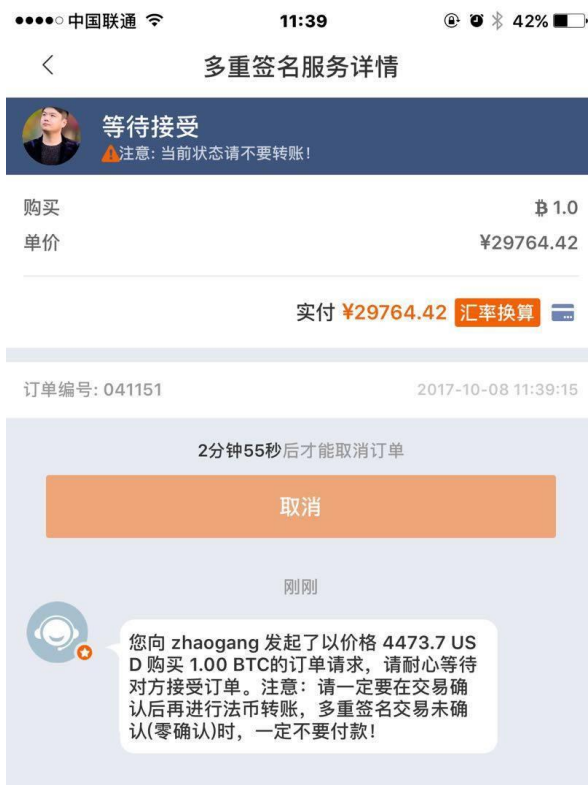 中国联通 11:39 42%
多重签名服务详情
等待接受
注意: 当前状态请不要转账!
购买 ฿ 1.0
单价 ¥29764.42
实付 ¥29764.42 汇率换算
订单编号: 041151 2017-10-08 11:39:15
2分钟55秒后才能取消订单
取消
刚刚
您向 zhaogang 发起了以价格 4473.7 US
D 购买 1.00 BTC的订单请求，请耐心等待
对方接受订单。注意：请一定要在交易确
认后再进行法币转账，多重签名交易未确
认(零确认)时，一定不要付款！